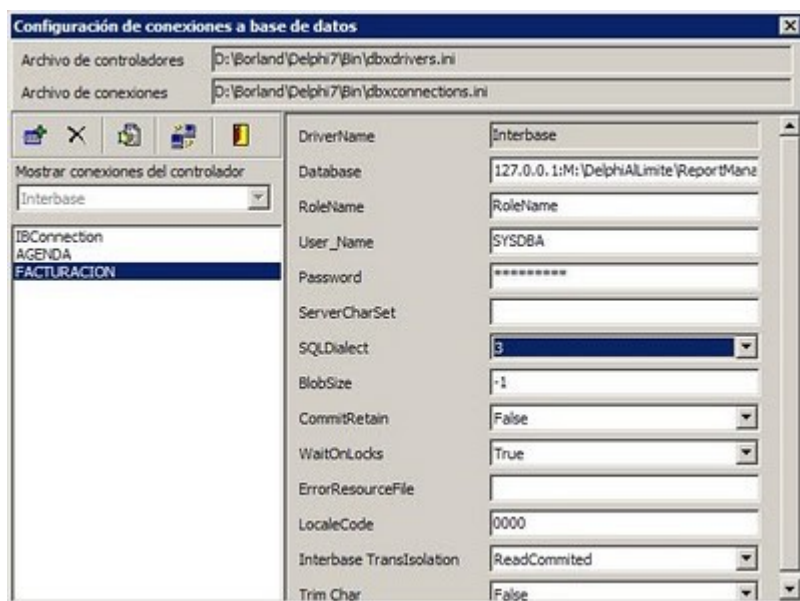 Configuración de conexiones a base de datos
Archivo de controladores D:\Borland\Delphi7\Bin\dbxdrivers.ini
Archivo de conexiones D:\Borland\Delphi7\Bin\dbxconnections.ini
Mostrar conexiones del controlador
Interbase
IBConnection
AGENDA
FACTURACION
DriverName Interbase
Database 127.0.0.1:M:\DelphiAlLimite\ReportMana
RoleName RoleName
User_Name SYSDBA
Password *********
ServerCharSet
SQLDialect 3
BlobSize -1
CommitRetain False
WaitOnLocks True
ErrorResourceFile
LocaleCode 0000
Interbase TransIsolation ReadCommited
Trim Char False